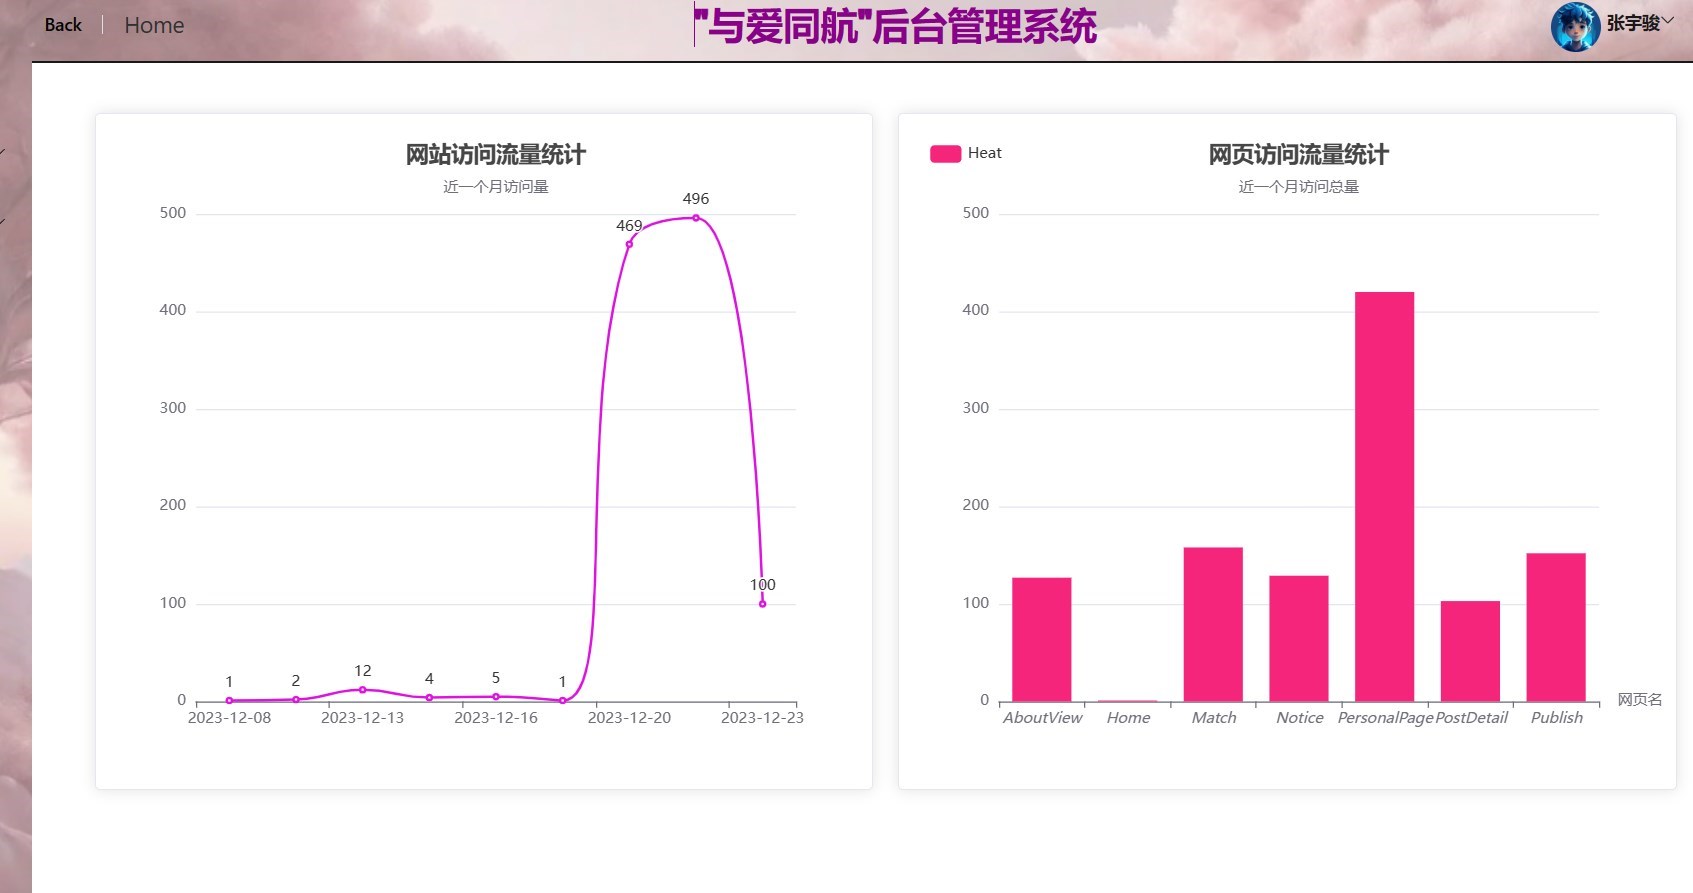 Back
Home
"与爱同航"后台管理系统
张宇骏
网站访问流量统计
近一个月访问量
500
400
300
200
100
0
1
2
12
4
5
1
469
496
100
2023-12-08
2023-12-13
2023-12-16
2023-12-20
2023-12-23
Heat
网页访问流量统计
近一个月访问总量
500
400
300
200
100
0
AboutView
Home
Match
Notice
PersonalPage
PostDetail
Publish
网页名